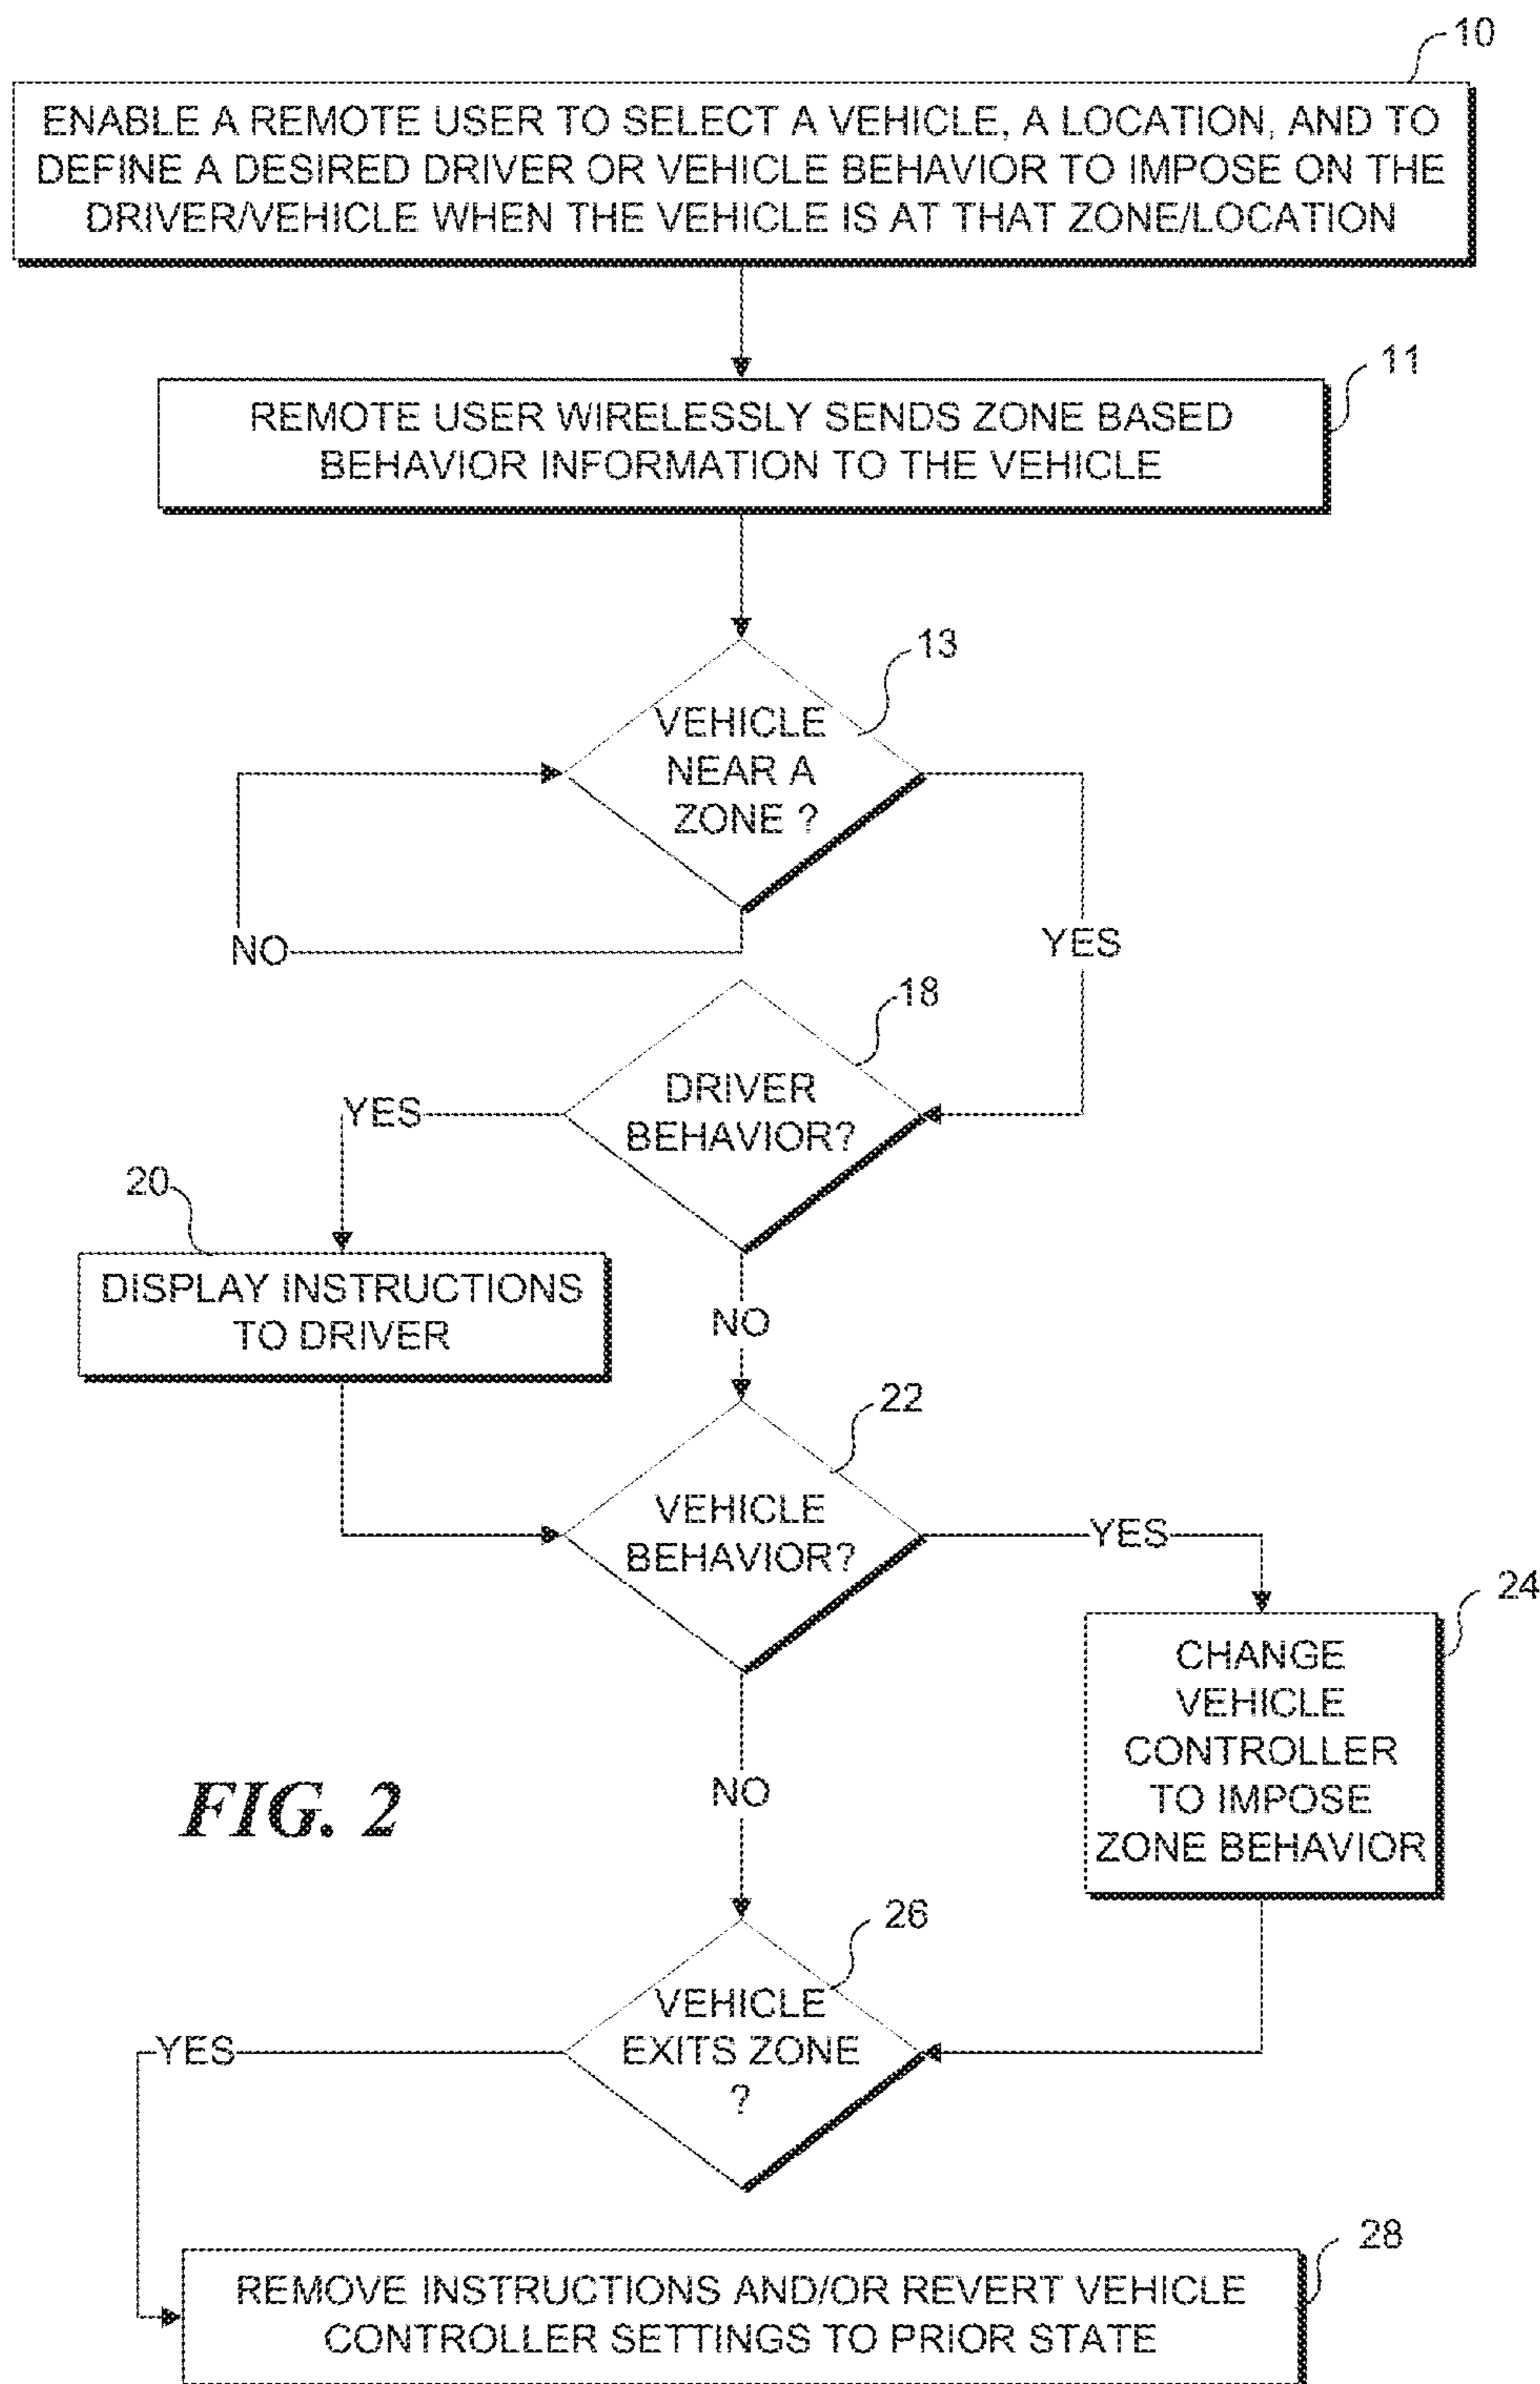 10
ENABLE A REMOTE USER TO SELECT A VEHICLE, A LOCATION, AND TO
DEFINE A DESIRED DRIVER OR VEHICLE BEHAVIOR TO IMPOSE ON THE
DRIVER/VEHICLE WHEN THE VEHICLE IS AT THAT ZONE/LOCATION
11
REMOTE USER WIRELESSLY SENDS ZONE BASED
BEHAVIOR INFORMATION TO THE VEHICLE
13
VEHICLE
NEAR A
ZONE ?
NO
YES
18
DRIVER
BEHAVIOR?
YES
20
DISPLAY INSTRUCTIONS
TO DRIVER
NO
22
VEHICLE
BEHAVIOR?
YES
24
CHANGE
VEHICLE
CONTROLLER
TO IMPOSE
ZONE BEHAVIOR
NO
FIG. 2
26
VEHICLE
EXITS ZONE
?
YES
28
REMOVE INSTRUCTIONS AND/OR REVERT VEHICLE
CONTROLLER SETTINGS TO PRIOR STATE